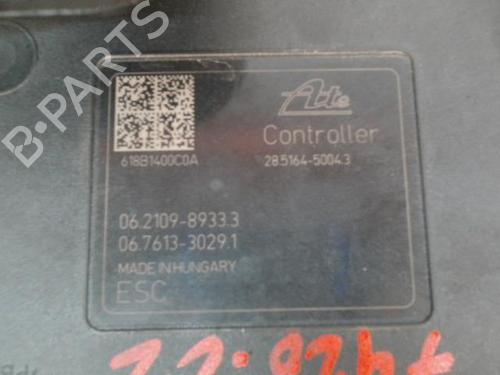 B-PARTS
Ate
Controller
618B1400C0A
28.5164-5004.3
06.2109-8933.3
06.7613-3029.1
MADE IN HUNGARY
ESC